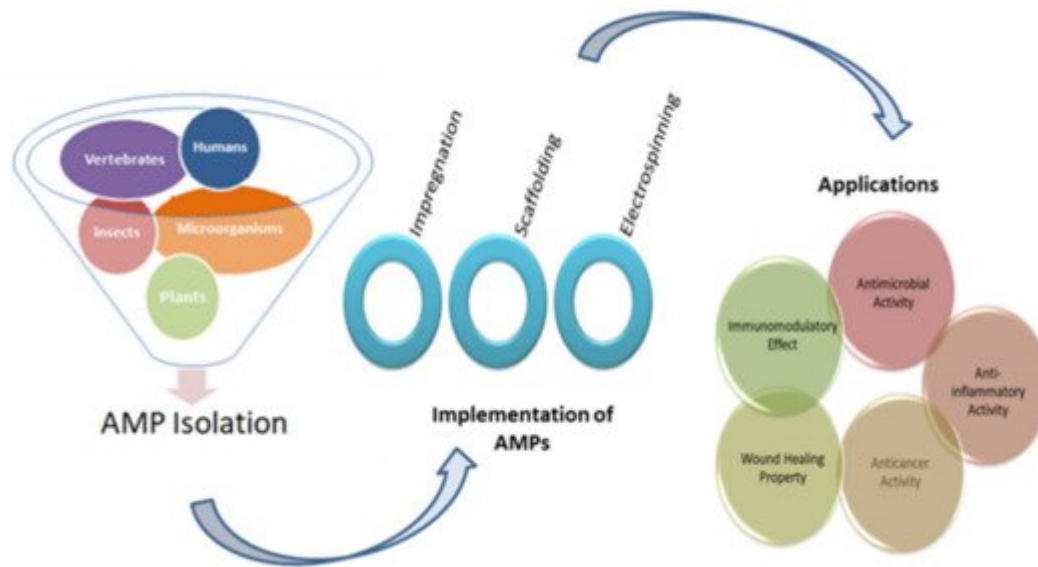 Vertebrates
Humans
Insects
Microorganisms
Plants
AMP Isolation
Impregnation
Scaffolding
Electrospinning
Implementation of
AMPs
Applications
Antimicrobial
Activity
Immunomodulatory
Effect
Anti-
inflammatory
Activity
Wound Healing
Property
Anticancer
Activity